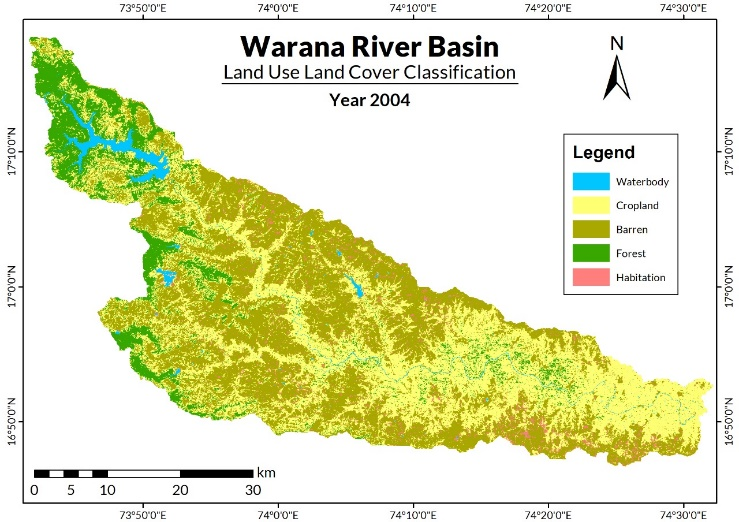 73°50'0"E 74°0'0"E 74°10'0"E 74°20'0"E 74°30'0"E
Warana River Basin
Land Use Land Cover Classification
Year 2004
N
17°10'0"N
17°10'0"N
Legend
Waterbody
Cropland
Barren
Forest
Habitation
17°0'0"N
17°0'0"N
16°50'0"N
16°50'0"N
km
0 5 10 20 30
73°50'0"E 74°0'0"E 74°10'0"E 74°20'0"E 74°30'0"E